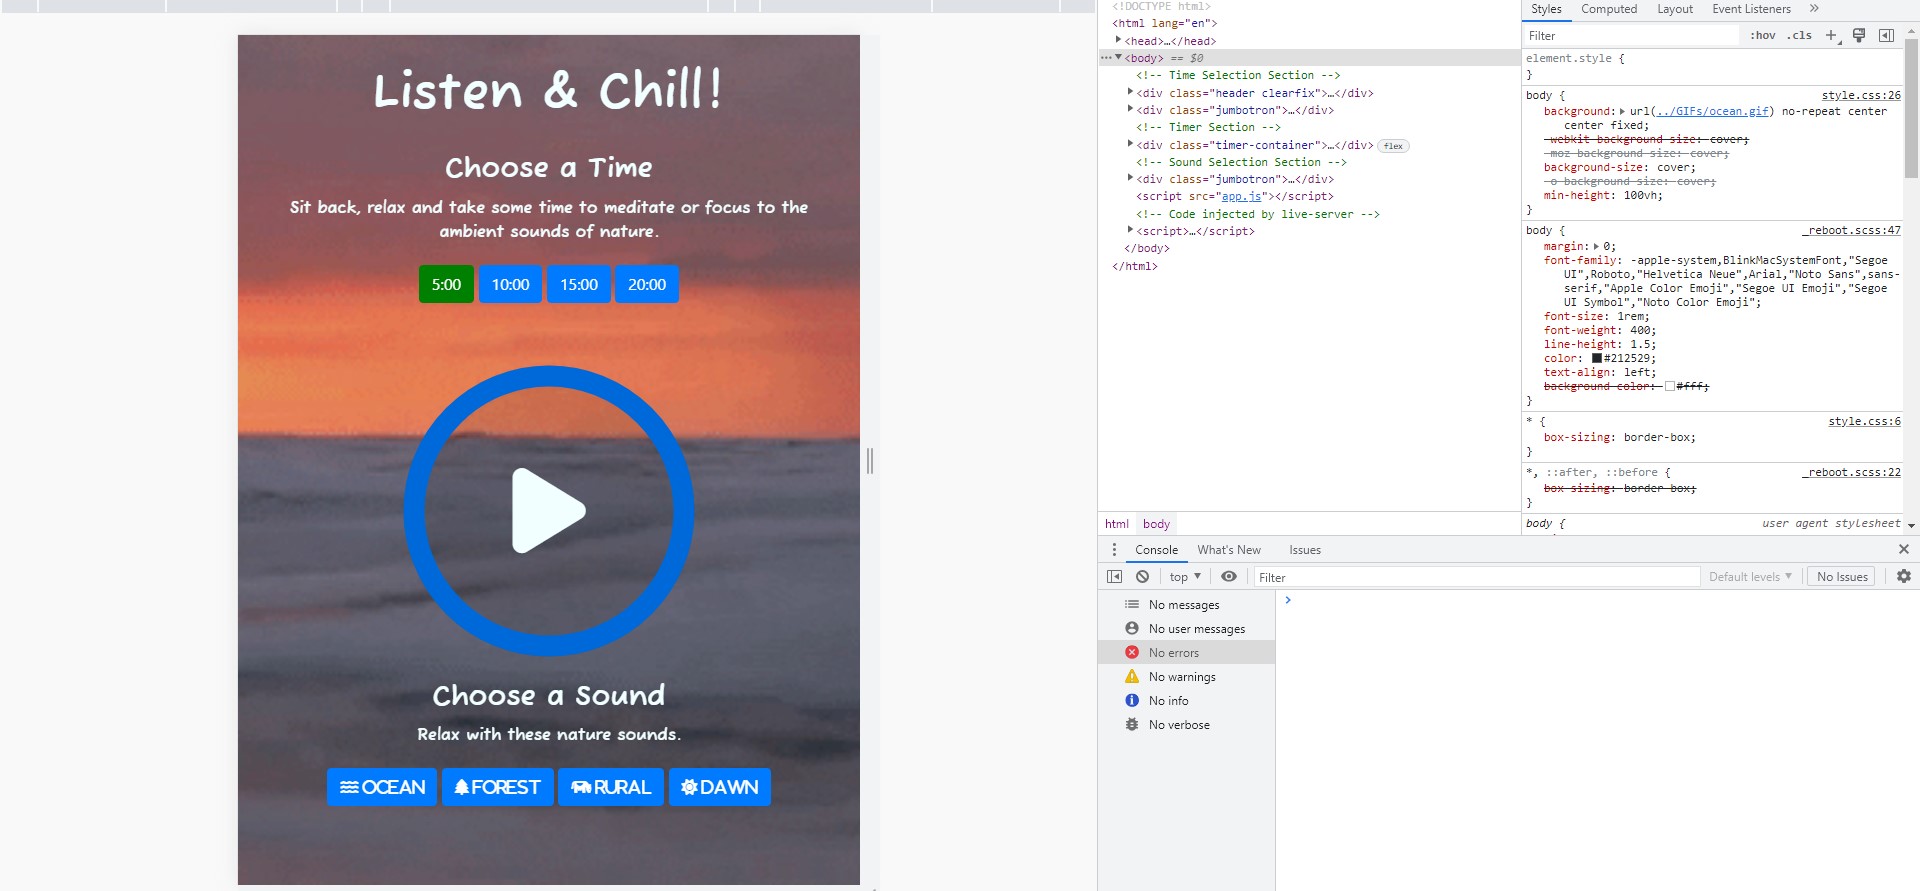 Listen & Chill!
Choose a Time
Sit back, relax and take some time to meditate or focus to the
ambient sounds of nature.
5:00 10:00 15:00 20:00
Choose a Sound
Relax with these nature sounds.
OCEAN FOREST RURAL DAWN
<!DOCTYPE html>
<html lang="en">
<head>…</head>
<body> == $0
<!-- Time Selection Section -->
<div class="header clearfix">…</div>
<div class="jumbotron">…</div>
<!-- Timer Section -->
<div class="timer-container">…</div> flex
<!-- Sound Selection Section -->
<div class="jumbotron">…</div>
<script src="app.js"></script>
<!-- Code injected by live-server -->
<script>…</script>
</body>
</html>
html body
Styles Computed Layout Event Listeners »
Filter :hov .cls +
element.style {
}
body { style.css:26
background: url(../GIFs/ocean.gif) no-repeat center
center fixed;
-webkit-background-size: cover;
-moz-background-size: cover;
background-size: cover;
-o-background-size: cover;
min-height: 100vh;
}
body { _reboot.scss:47
margin: 0;
font-family: -apple-system,BlinkMacSystemFont,"Segoe
UI",Roboto,"Helvetica Neue",Arial,"Noto Sans",sans-
serif,"Apple Color Emoji","Segoe UI Emoji","Segoe
UI Symbol","Noto Color Emoji";
font-size: 1rem;
font-weight: 400;
line-height: 1.5;
color: #212529;
text-align: left;
background-color: #fff;
}
* { style.css:6
box-sizing: border-box;
}
*, ::after, ::before { _reboot.scss:22
box-sizing: border-box;
}
body { user agent stylesheet
Console What's New Issues
top Filter Default levels No Issues
No messages
No user messages
No errors
No warnings
No info
No verbose